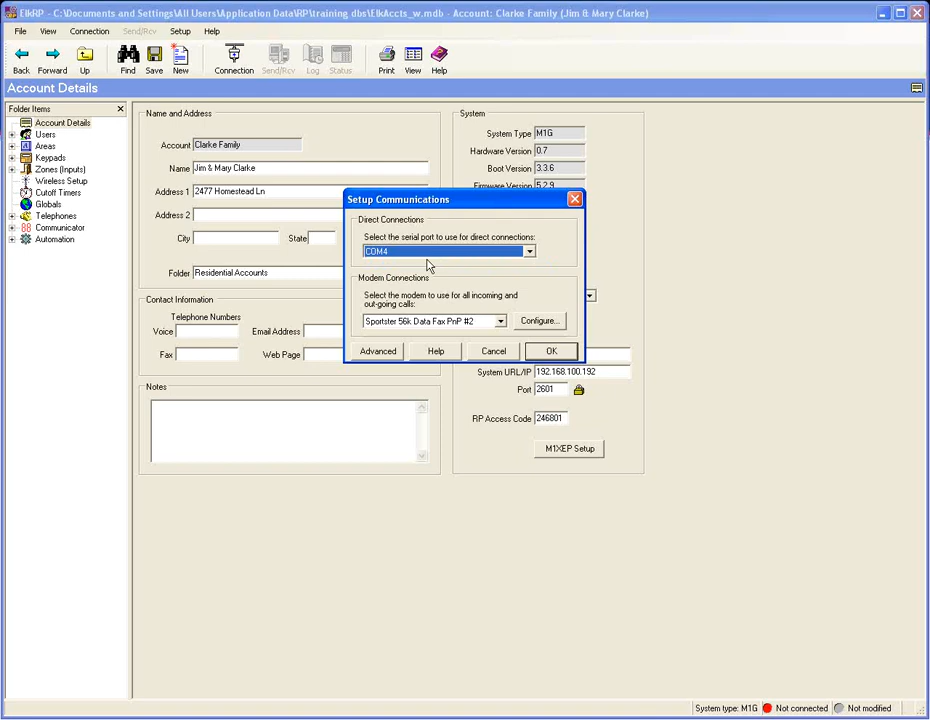 ElkRP - C:\Documents and Settings\All Users\Application Data\RP\training dbs\ElkAccts_w.mdb - Account: Clarke Family (Jim & Mary Clarke)
File View Connection Send/Rcv Setup Help
Back Forward Up Find Save New Connection Send/Rcv Log Status Print View Help
Account Details
Folder Items
Account Details
Users
Areas
Keypads
Zones (Inputs)
Wireless Setup
Cutoff Timers
Globals
Telephones
Communicator
Automation
Name and Address
Account Clarke Family
Name Jim & Mary Clarke
Address 1 2477 Homestead Ln
Address 2
City State
Folder Residential Accounts
Contact Information
Telephone Numbers
Voice Email Address
Fax Web Page
Notes
System
System Type M1G
Hardware Version 0.7
Boot Version 3.3.6
Firmware Version 5.2.9
Setup Communications
Direct Connections
Select the serial port to use for direct connections:
COM4
Modem Connections
Select the modem to use for all incoming and
out-going calls:
Sportster 56k Data Fax PnP #2 Configure...
Advanced Help Cancel OK
System URL/IP 192.168.100.192
Port 2601
RP Access Code 246801
M1XEP Setup
System type: M1G Not connected Not modified